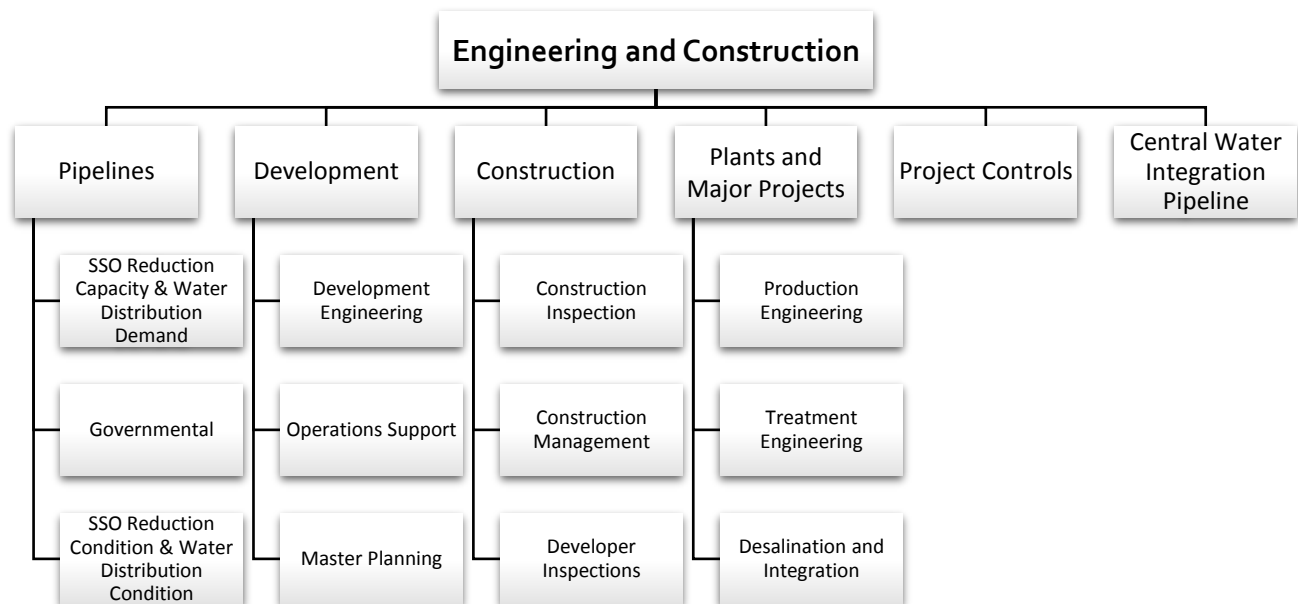 Engineering and Construction
Pipelines
Development
Construction
Plants and
Major Projects
Project Controls
Central Water
Integration
Pipeline
SSO Reduction
Capacity & Water
Distribution
Demand
Development
Engineering
Construction
Inspection
Production
Engineering
Governmental
Operations Support
Construction
Management
Treatment
Engineering
SSO Reduction
Condition & Water
Distribution
Condition
Master Planning
Developer
Inspections
Desalination and
Integration